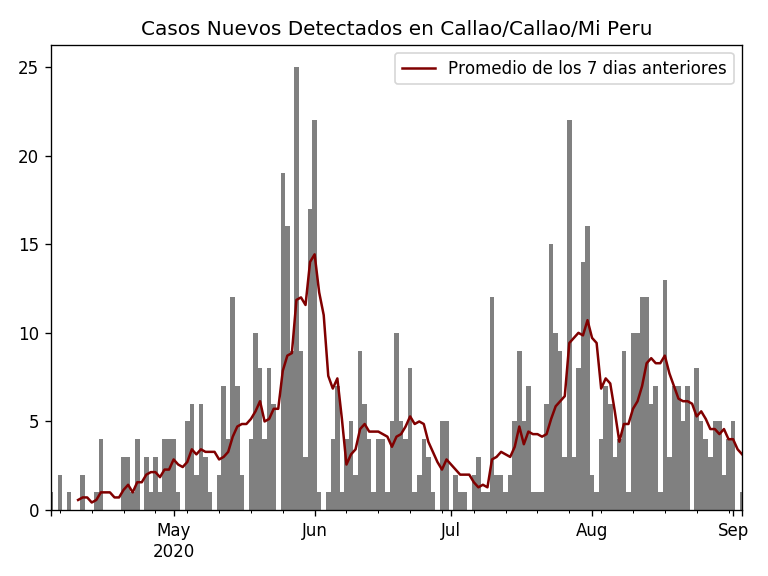 Casos Nuevos Detectados en Callao/Callao/Mi Peru
Promedio de los 7 dias anteriores
25
20
15
10
5
0
May
2020
Jun
Jul
Aug
Sep